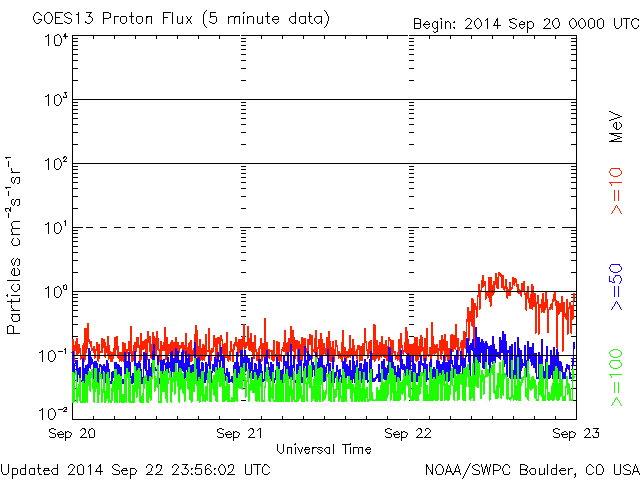 GOES13 Proton Flux (5 minute data)
Begin: 2014 Sep 20 0000 UTC
Particles cm⁻²s⁻¹sr⁻¹
10⁴
10³
10²
10¹
10⁰
10⁻¹
10⁻²
Sep 20 Sep 21 Sep 22 Sep 23
Universal Time
MeV
>=10
>=50
>=100
Updated 2014 Sep 22 23:56:02 UTC
NOAA/SWPC Boulder, CO USA